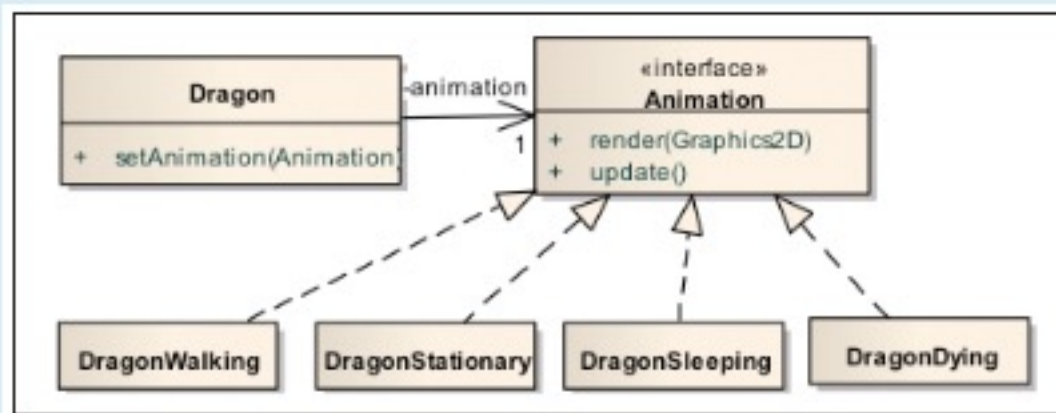 Dragon
+ setAnimation(Animation)
-animation
1
«interface»
Animation
+ render(Graphics2D)
+ update()
DragonWalking
DragonStationary
DragonSleeping
DragonDying